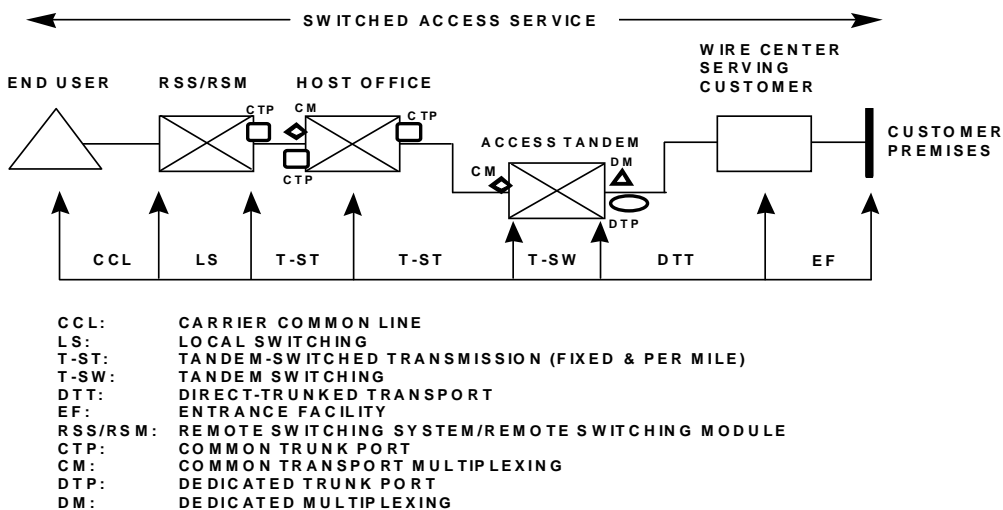 SWITCHED ACCESS SERVICE
WIRE CENTER
SERVING
CUSTOMER
END USER
RSS/RSM
HOST OFFICE
CTP
CM
CTP
CUSTOMER
PREMISES
ACCESS TANDEM
DM
CM
CTP
DTP
CCL
LS
T-ST
T-ST
T-SW
DTT
EF
CCL: CARRIER COMMON LINE
LS: LOCAL SWITCHING
T-ST: TANDEM-SWITCHED TRANSMISSION (FIXED & PER MILE)
T-SW: TANDEM SWITCHING
DTT: DIRECT-TRUNKED TRANSPORT
EF: ENTRANCE FACILITY
RSS/RSM: REMOTE SWITCHING SYSTEM/REMOTE SWITCHING MODULE
CTP: COMMON TRUNK PORT
CM: COMMON TRANSPORT MULTIPLEXING
DTP: DEDICATED TRUNK PORT
DM: DEDICATED MULTIPLEXING